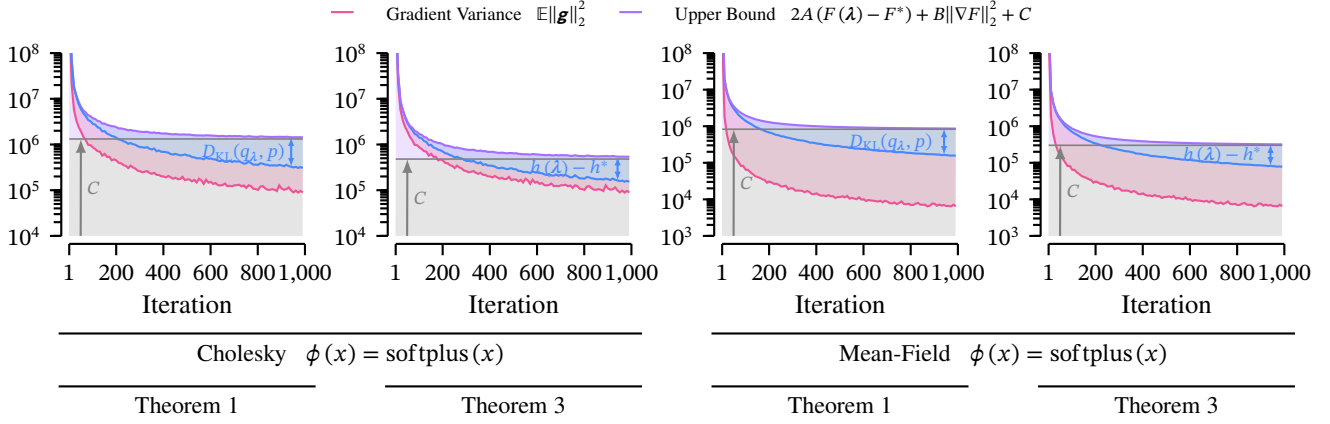 Gradient Variance 𝔼‖𝒈‖₂² Upper Bound 2A(F(𝝀) − F*) + B‖∇F‖₂² + C
10⁸
10⁷
10⁶
10⁵
10⁴
D_KL(q_λ, p)
C
1 200 400 600 800 1,000
Iteration
10⁸
10⁷
10⁶
10⁵
10⁴
h(𝝀) − h*
C
1 200 400 600 800 1,000
Iteration
10⁸
10⁷
10⁶
10⁵
10⁴
10³
D_KL(q_λ, p)
C
1 200 400 600 800 1,000
Iteration
10⁸
10⁷
10⁶
10⁵
10⁴
10³
h(𝝀) − h*
C
1 200 400 600 800 1,000
Iteration
Cholesky ϕ(x) = softplus(x)
Mean-Field ϕ(x) = softplus(x)
Theorem 1
Theorem 3
Theorem 1
Theorem 3